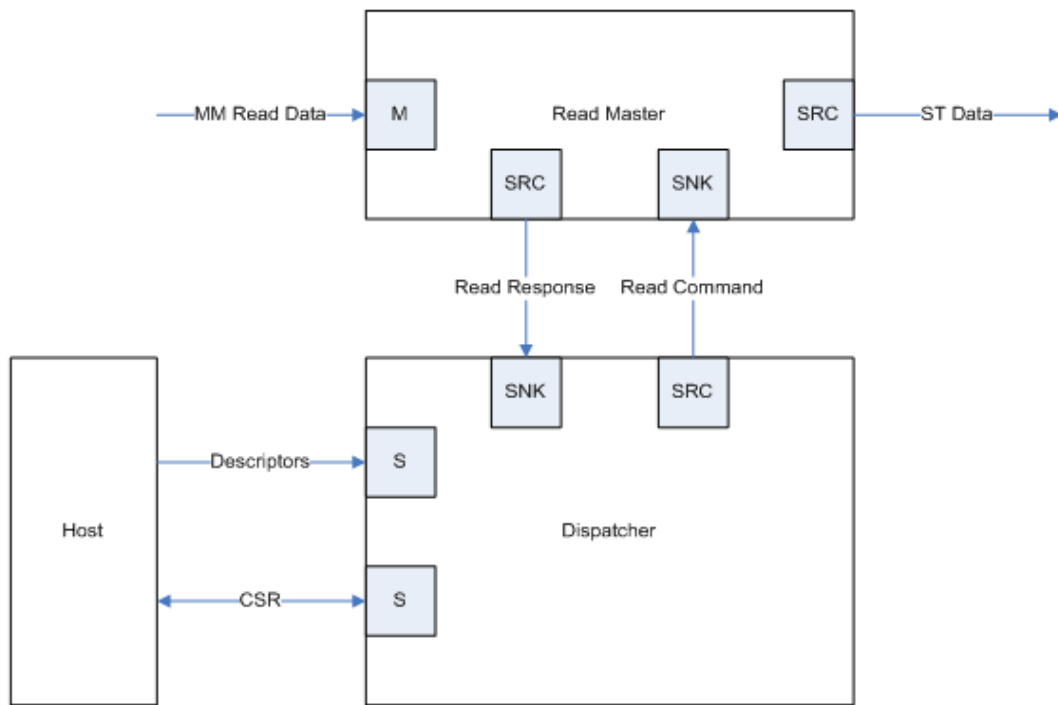 MM Read Data
M
Read Master
SRC
ST Data
SRC
SNK
Read Response
Read Command
SNK
SRC
Descriptors
S
Host
Dispatcher
CSR
S